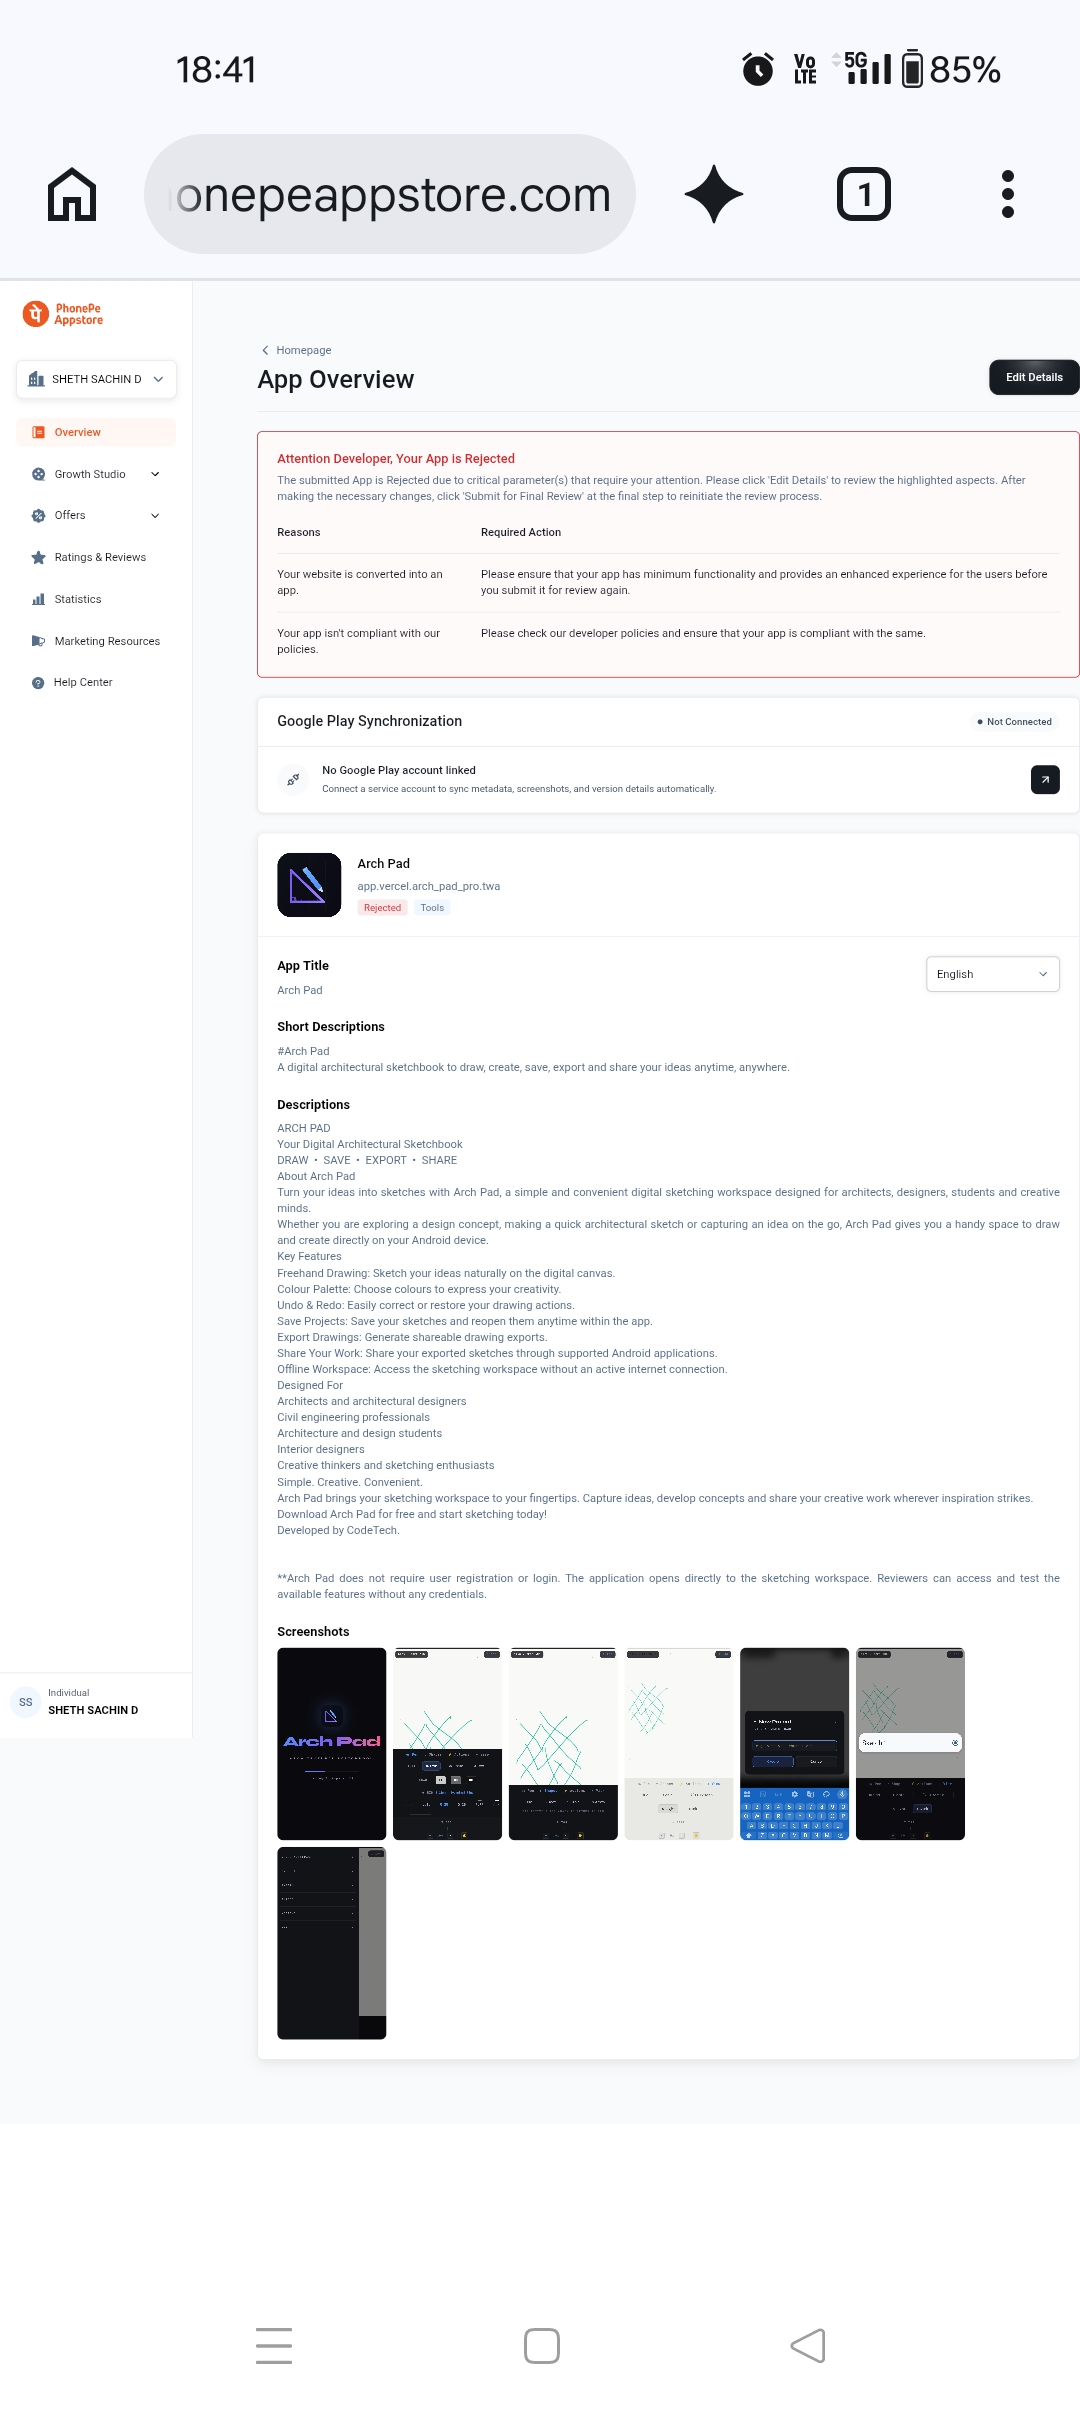 18:41
Vo LTE
5G
85%
onepeappstore.com
1
पे
PhonePe
Appstore
SHETH SACHIN D
Overview
Growth Studio
Offers
Ratings & Reviews
Statistics
Marketing Resources
Help Center
Homepage
App Overview
Edit Details
Attention Developer, Your App is Rejected
The submitted App is Rejected due to critical parameter(s) that require your attention. Please click 'Edit Details' to review the highlighted aspects. After
making the necessary changes, click 'Submit for Final Review' at the final step to reinitiate the review process.
Reasons
Required Action
Your website is converted into an
app.
Please ensure that your app has minimum functionality and provides an enhanced experience for the users before
you submit it for review again.
Your app isn't compliant with our
policies.
Please check our developer policies and ensure that your app is compliant with the same.
Google Play Synchronization
Not Connected
No Google Play account linked
Connect a service account to sync metadata, screenshots, and version details automatically.
Arch Pad
app.vercel.arch_pad_pro.twa
Rejected
Tools
App Title
English
Arch Pad
Short Descriptions
#Arch Pad
A digital architectural sketchbook to draw, create, save, export and share your ideas anytime, anywhere.
Descriptions
ARCH PAD
Your Digital Architectural Sketchbook
DRAW • SAVE • EXPORT • SHARE
About Arch Pad
Turn your ideas into sketches with Arch Pad, a simple and convenient digital sketching workspace designed for architects, designers, students and creative
minds.
Whether you are exploring a design concept, making a quick architectural sketch or capturing an idea on the go, Arch Pad gives you a handy space to draw
and create directly on your Android device.
Key Features
Freehand Drawing: Sketch your ideas naturally on the digital canvas.
Colour Palette: Choose colours to express your creativity.
Undo & Redo: Easily correct or restore your drawing actions.
Save Projects: Save your sketches and reopen them anytime within the app.
Export Drawings: Generate shareable drawing exports.
Share Your Work: Share your exported sketches through supported Android applications.
Offline Workspace: Access the sketching workspace without an active internet connection.
Designed For
Architects and architectural designers
Civil engineering professionals
Architecture and design students
Interior designers
Creative thinkers and sketching enthusiasts
Simple. Creative. Convenient.
Arch Pad brings your sketching workspace to your fingertips. Capture ideas, develop concepts and share your creative work wherever inspiration strikes.
Download Arch Pad for free and start sketching today!
Developed by CodeTech.
**Arch Pad does not require user registration or login. The application opens directly to the sketching workspace. Reviewers can access and test the
available features without any credentials.
Screenshots
Arch Pad
SS
Individual
SHETH SACHIN D